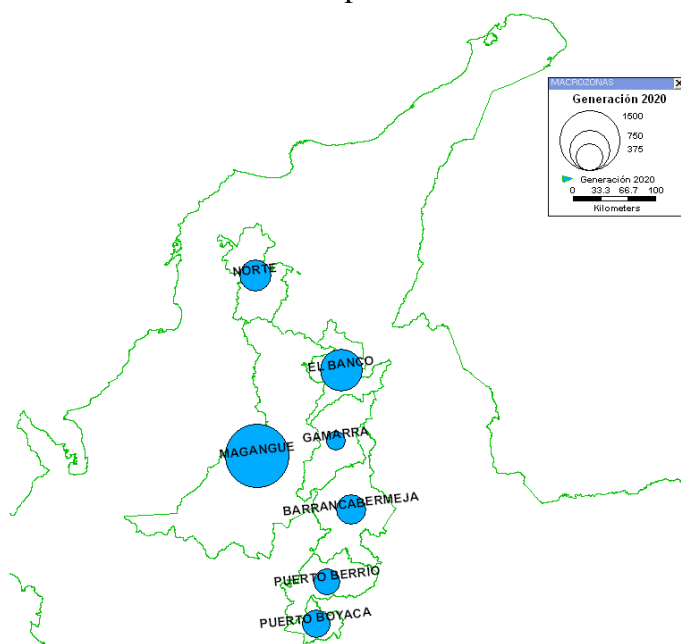 MACROZONAS
Generación 2020
1500
750
375
Generación 2020
0 33.3 66.7 100
Kilometers
NORTE
EL BANCO
GAMARRA
MAGANGUE
BARRANCABERMEJA
PUERTO BERRIO
PUERTO BOYACA